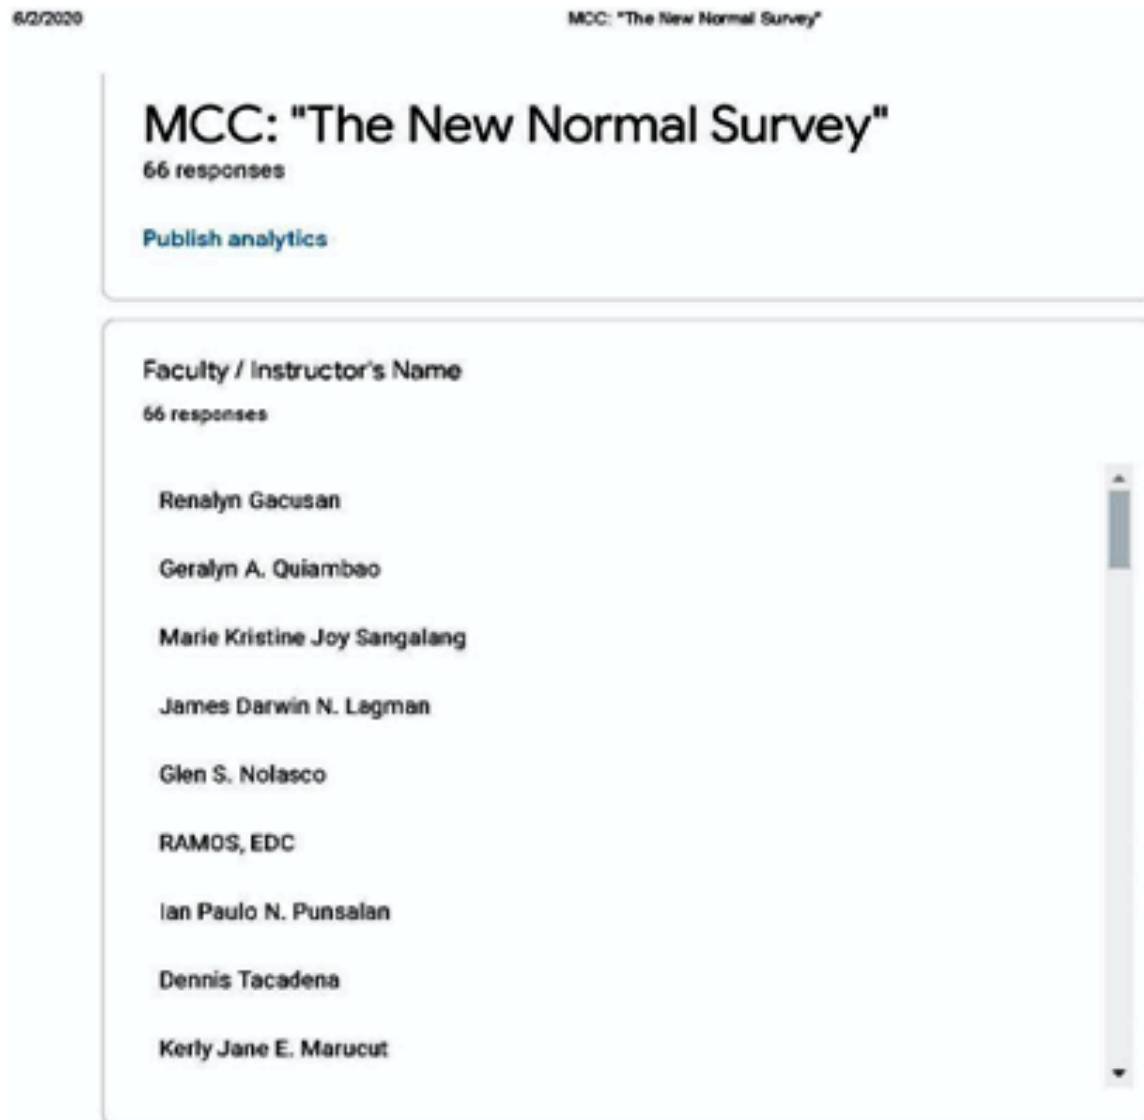 6/2/2020
MCC: "The New Normal Survey"
MCC: "The New Normal Survey"
66 responses
Publish analytics
Faculty / Instructor's Name
66 responses
Renalyn Gacusan
Geralyn A. Quiambao
Marie Kristine Joy Sangalang
James Darwin N. Lagman
Glen S. Nolasco
RAMOS, EDC
Ian Paulo N. Punsalan
Dennis Tacadena
Kerly Jane E. Marucut